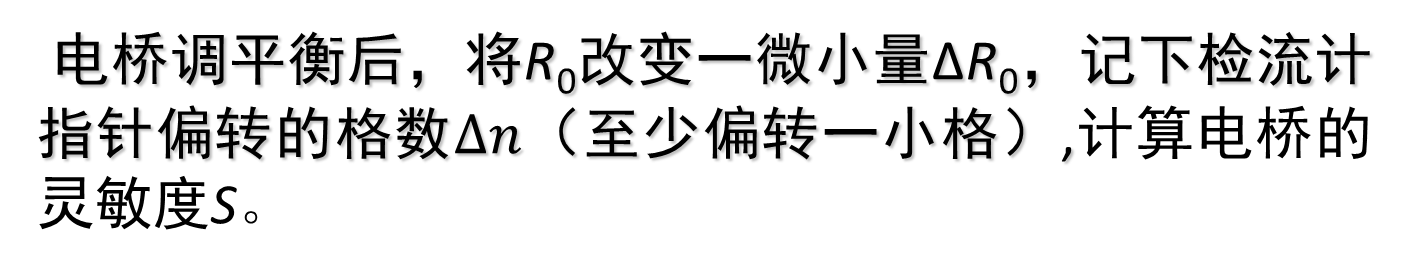 电桥调平衡后，将R₀改变一微小量ΔR₀，记下检流计
指针偏转的格数Δn（至少偏转一小格）,计算电桥的
灵敏度S。